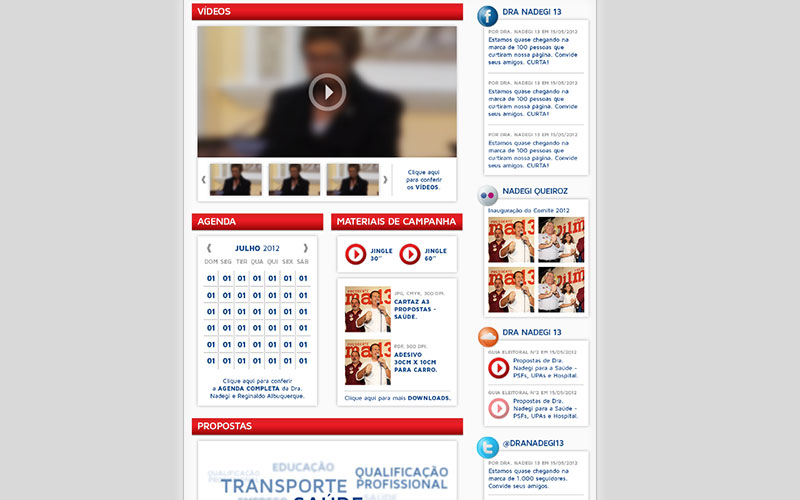 VÍDEOS
Clique aqui
para conferir
os VÍDEOS.
AGENDA
JULHO 2012
DOM SEG TER QUA QUI SEX SÁB
01 01 01 01 01 01 01
01 01 01 01 01 01 01
01 01 01 01 01 01 01
01 01 01 01 01 01 01
01 01 01 01 01 01 01
01 01 01 01 01 01 01
Clique aqui para conferir
a AGENDA COMPLETA da Dra.
Nadegi e Reginaldo Albuquerque.
MATERIAIS DE CAMPANHA
JINGLE
30"
JINGLE
60"
JPG, CMYK, 300 DPI.
CARTAZ A3
PROPOSTAS -
SAÚDE.
PDF, 300 DPI.
ADESIVO
30CM X 10CM
PARA CARRO.
Clique aqui para mais DOWNLOADS.
PROPOSTAS
EDUCAÇÃO
QUALIFICAÇÃO
QUALIFICAÇÃO
PROFISSIONAL
TRANSPORTE
SAÚDE
DRA NADEGI 13
POR DRA. NADEGI 13 EM 15/05/2012
Estamos quase chegando na
marca de 100 pessoas que
curtiram nossa página. Convide
seus amigos. CURTA!
POR DRA. NADEGI 13 EM 15/05/2012
Estamos quase chegando na
marca de 100 pessoas que
curtiram nossa página. Convide
seus amigos. CURTA!
POR DRA. NADEGI 13 EM 15/05/2012
Estamos quase chegando na
marca de 100 pessoas que
curtiram nossa página. Convide
seus amigos. CURTA!
NADEGI QUEIROZ
Inauguração do Comitê 2012
DRA NADEGI 13
GUIA ELEITORAL Nº2 EM 15/05/2012
Propostas de Dra.
Nadegi para a Saúde -
PSFs, UPAs e Hospital.
GUIA ELEITORAL Nº2 EM 15/05/2012
Propostas de Dra.
Nadegi para a Saúde -
PSFs, UPAs e Hospital.
@DRANADEGI13
POR DRA. NADEGI 13 EM 15/05/2012
Estamos quase chegando na
marca de 1.000 seguidores.
Convide seus amigos.